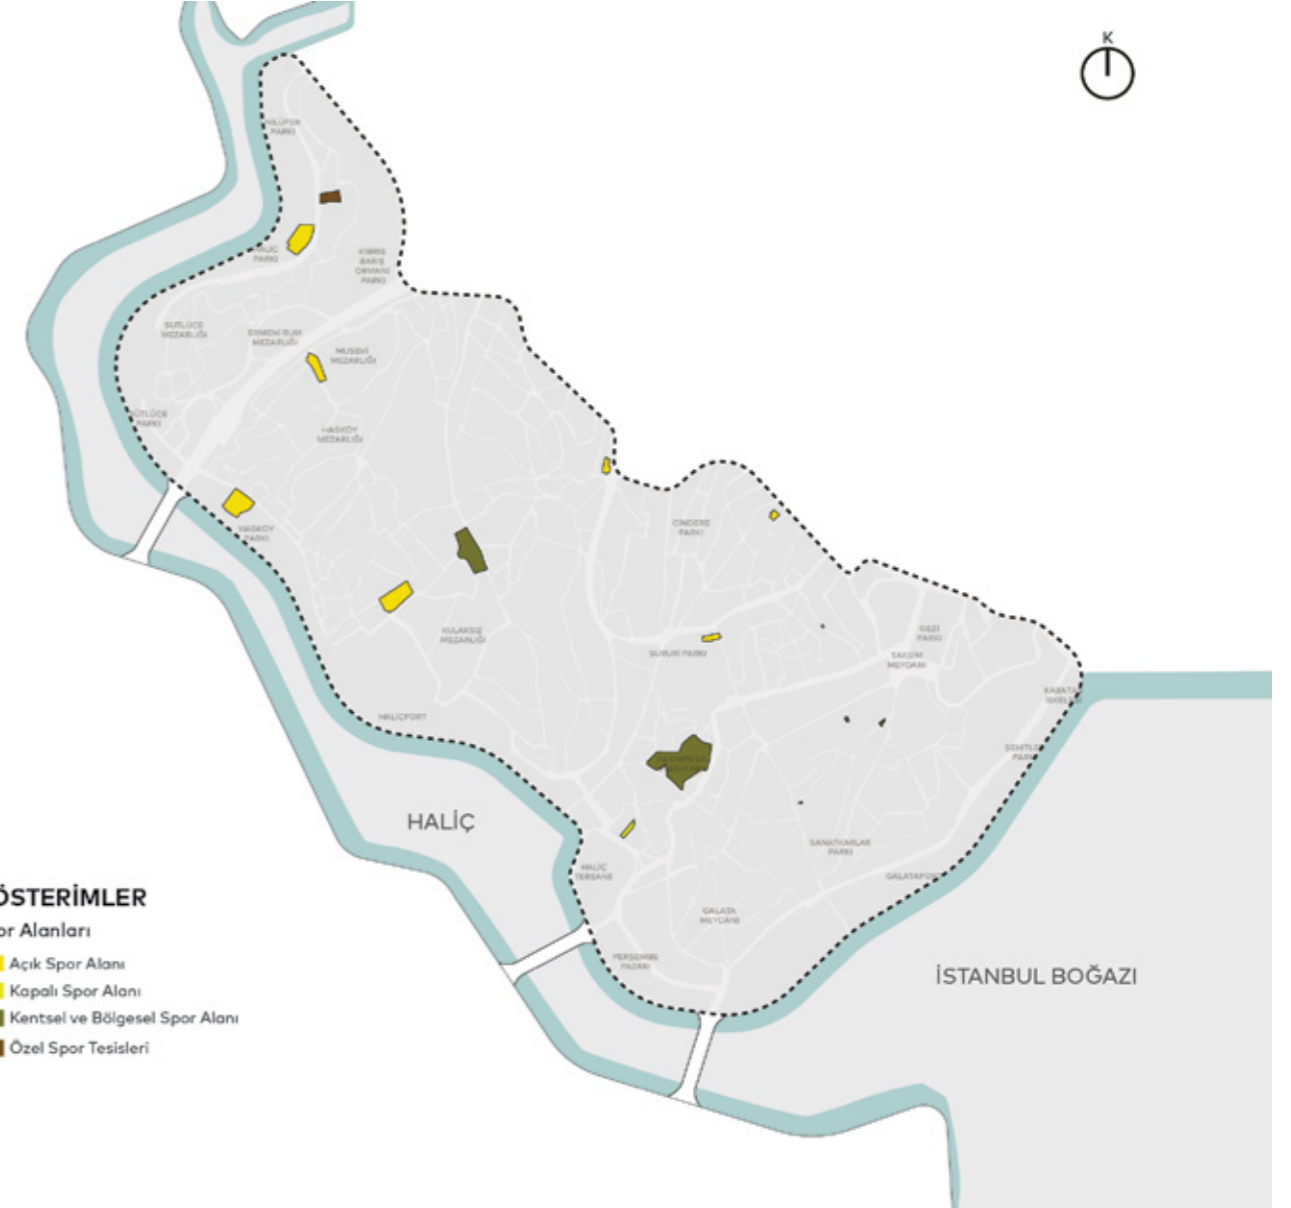 K
NİLÜFER
PARKI
HALİÇ
PARKI
KIBRIS
BARIŞ
ORMANI
PARKI
SÜTLÜCE
MEZARLIĞI
ERMENİ RUM
MEZARLIĞI
MUSEVİ
MEZARLIĞI
SÜTLÜCE
PARKI
HASKÖY
MEZARLIĞI
HASKÖY
PARKI
CİNDERE
PARKI
KULAKSIZ
MEZARLIĞI
SURURİ PARKI
GEZİ
PARKI
TAKSİM
MEYDANI
KABATAŞ
İSKELESİ
HALİÇPORT
ŞEHİTLER
PARKI
HALİÇ
SANATKARLAR
PARKI
HALİÇ
TERSANE
GALATAPORT
GALATA
MEYDANI
PERŞEMBE
PAZARI
İSTANBUL BOĞAZI
ÖSTERİMLER
or Alanları
Açık Spor Alanı
Kapalı Spor Alanı
Kentsel ve Bölgesel Spor Alanı
Özel Spor Tesisleri